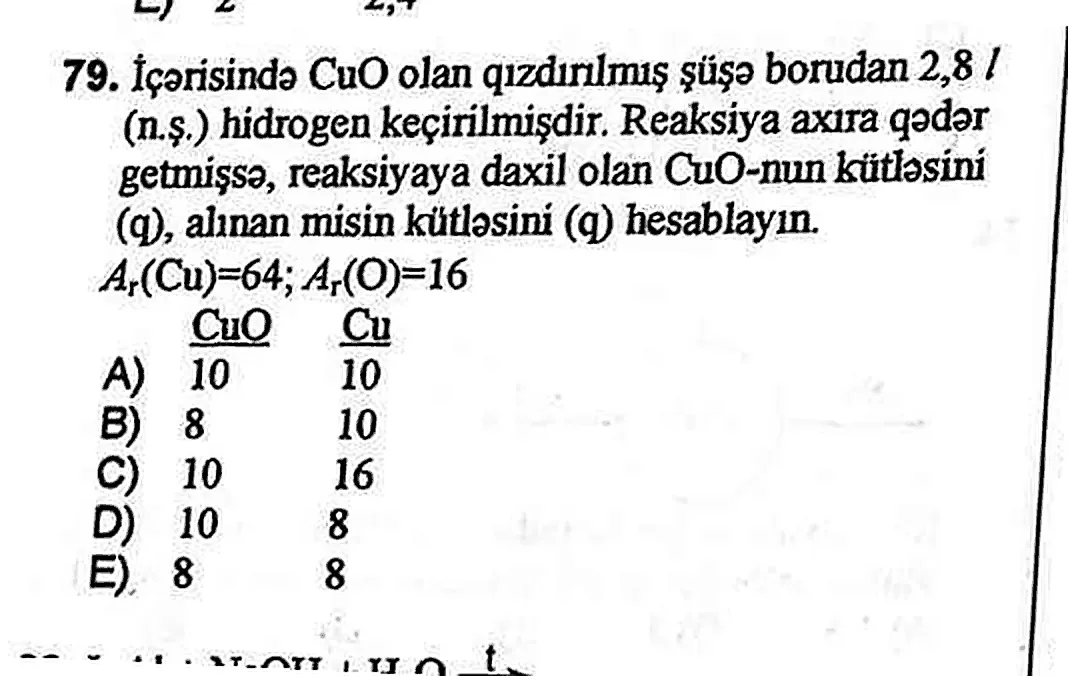 79. İçərisində CuO olan qızdırılmış şüşə borudan 2,8 l
(n.ş.) hidrogen keçirilmişdir. Reaksiya axıra qədər
getmişsə, reaksiyaya daxil olan CuO-nun kütləsini
(q), alınan misin kütləsini (q) hesablayın.
Aᵣ(Cu)=64; Aᵣ(O)=16
CuO Cu
A) 10 10
B) 8 10
C) 10 16
D) 10 8
E) 8 8